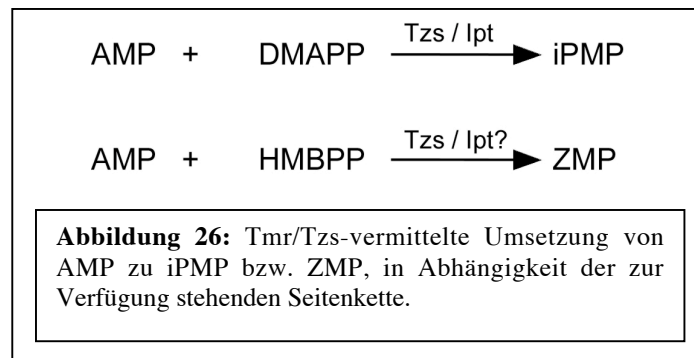 Tzs / Ipt
AMP + DMAPP iPMP
Tzs / Ipt?
AMP + HMBPP ZMP
Abbildung 26: Tmr/Tzs-vermittelte Umsetzung von
AMP zu iPMP bzw. ZMP, in Abhängigkeit der zur
Verfügung stehenden Seitenkette.